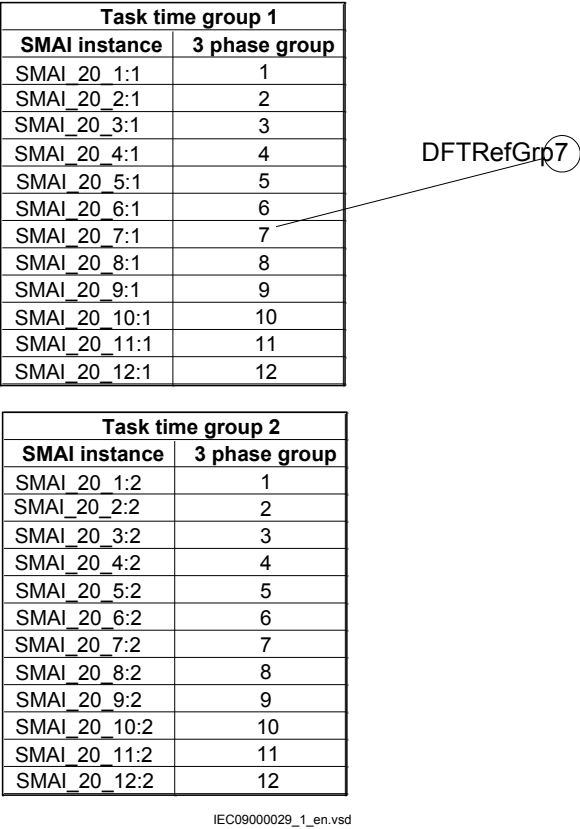 Task time group 1
SMAI instance 3 phase group
SMAI_20_1:1 1
SMAI_20_2:1 2
SMAI_20_3:1 3
SMAI_20_4:1 4
SMAI_20_5:1 5
SMAI_20_6:1 6
SMAI_20_7:1 7
SMAI_20_8:1 8
SMAI_20_9:1 9
SMAI_20_10:1 10
SMAI_20_11:1 11
SMAI_20_12:1 12
DFTRefGrp7
Task time group 2
SMAI instance 3 phase group
SMAI_20_1:2 1
SMAI_20_2:2 2
SMAI_20_3:2 3
SMAI_20_4:2 4
SMAI_20_5:2 5
SMAI_20_6:2 6
SMAI_20_7:2 7
SMAI_20_8:2 8
SMAI_20_9:2 9
SMAI_20_10:2 10
SMAI_20_11:2 11
SMAI_20_12:2 12
IEC09000029_1_en.vsd